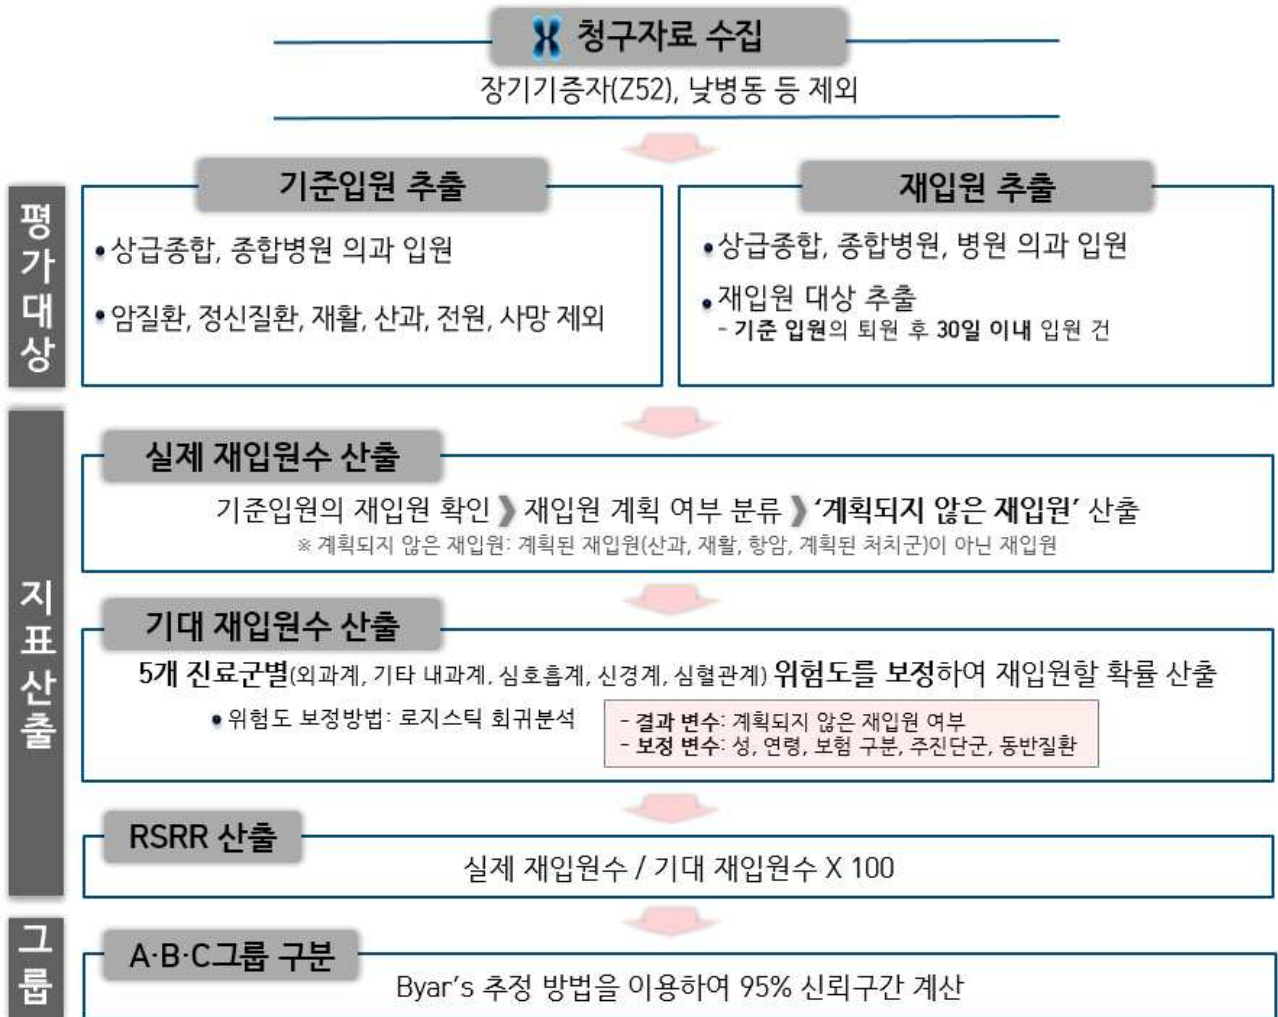 청구자료 수집
장기기증자(Z52), 낮병동 등 제외
평가대상
기준입원 추출
• 상급종합, 종합병원 의과 입원
• 암질환, 정신질환, 재활, 산과, 전원, 사망 제외
재입원 추출
• 상급종합, 종합병원, 병원 의과 입원
• 재입원 대상 추출
- 기준 입원의 퇴원 후 30일 이내 입원 건
지표산출
실제 재입원수 산출
기준입원의 재입원 확인 ❱ 재입원 계획 여부 분류 ❱ ‘계획되지 않은 재입원’ 산출
※ 계획되지 않은 재입원: 계획된 재입원(산과, 재활, 항암, 계획된 처치군)이 아닌 재입원
기대 재입원수 산출
5개 진료군별(외과계, 기타 내과계. 심호흡계, 신경계, 심혈관계) 위험도를 보정하여 재입원할 확률 산출
• 위험도 보정방법: 로지스틱 회귀분석
- 결과 변수: 계획되지 않은 재입원 여부
- 보정 변수: 성, 연령, 보험 구분, 주진단군, 동반질환
RSRR 산출
실제 재입원수 / 기대 재입원수 X 100
그룹
A·B·C그룹 구분
Byar's 추정 방법을 이용하여 95% 신뢰구간 계산